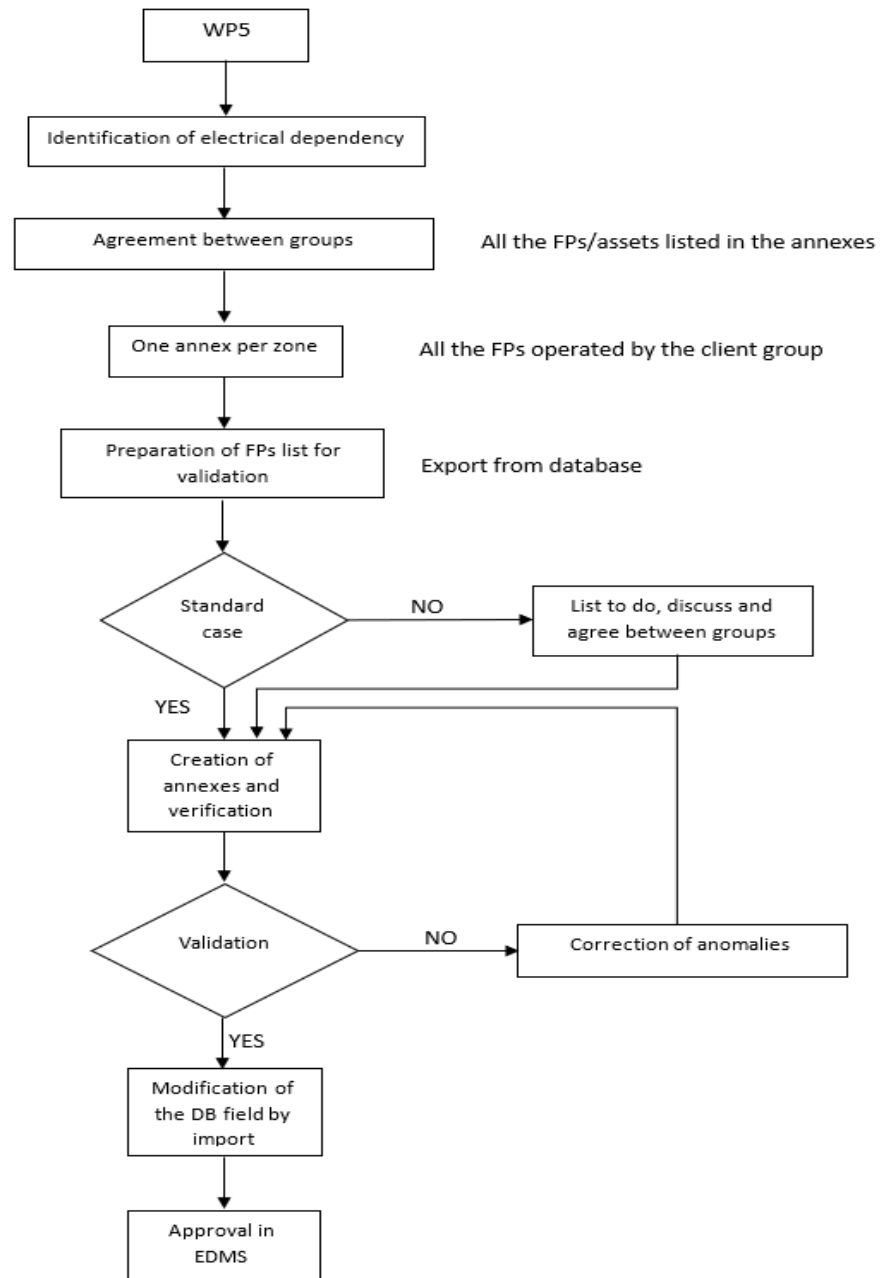 WP5
Identification of electrical dependency
Agreement between groups
All the FPs/assets listed in the annexes
One annex per zone
All the FPs operated by the client group
Preparation of FPs list for
validation
Export from database
Standard
case
NO
List to do, discuss and
agree between groups
YES
Creation of
annexes and
verification
Validation
NO
Correction of anomalies
YES
Modification of
the DB field by
import
Approval in
EDMS